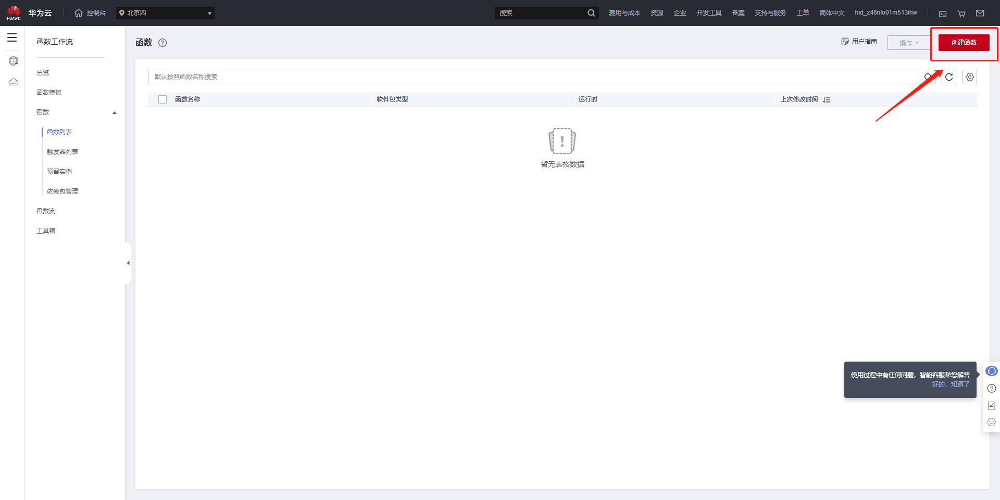 HUAWEI
华为云
控制台
北京四
搜索
费用与成本
资源
企业
开发工具
备案
支持与服务
工单
简体中文
hid_z46nlo01m513ihw
函数工作流
总览
函数模板
函数
函数列表
触发器列表
预留实例
依赖包管理
函数流
工具箱
函数
用户指南
操作
创建函数
默认按照函数名称搜索
函数名称
软件包类型
运行时
上次修改时间
暂无表格数据
使用过程中有任何问题，智能客服帮您解答
好的，知道了